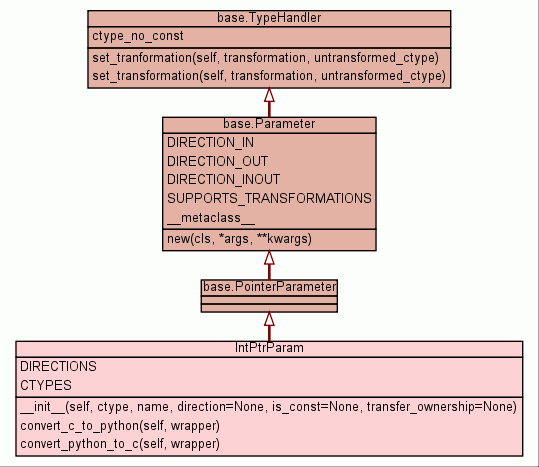 base.TypeHandler
ctype_no_const
set_tranformation(self, transformation, untransformed_ctype)
set_transformation(self, transformation, untransformed_ctype)
base.Parameter
DIRECTION_IN
DIRECTION_OUT
DIRECTION_INOUT
SUPPORTS_TRANSFORMATIONS
__metaclass__
new(cls, *args, **kwargs)
base.PointerParameter
IntPtrParam
DIRECTIONS
CTYPES
__init__(self, ctype, name, direction=None, is_const=None, transfer_ownership=None)
convert_c_to_python(self, wrapper)
convert_python_to_c(self, wrapper)